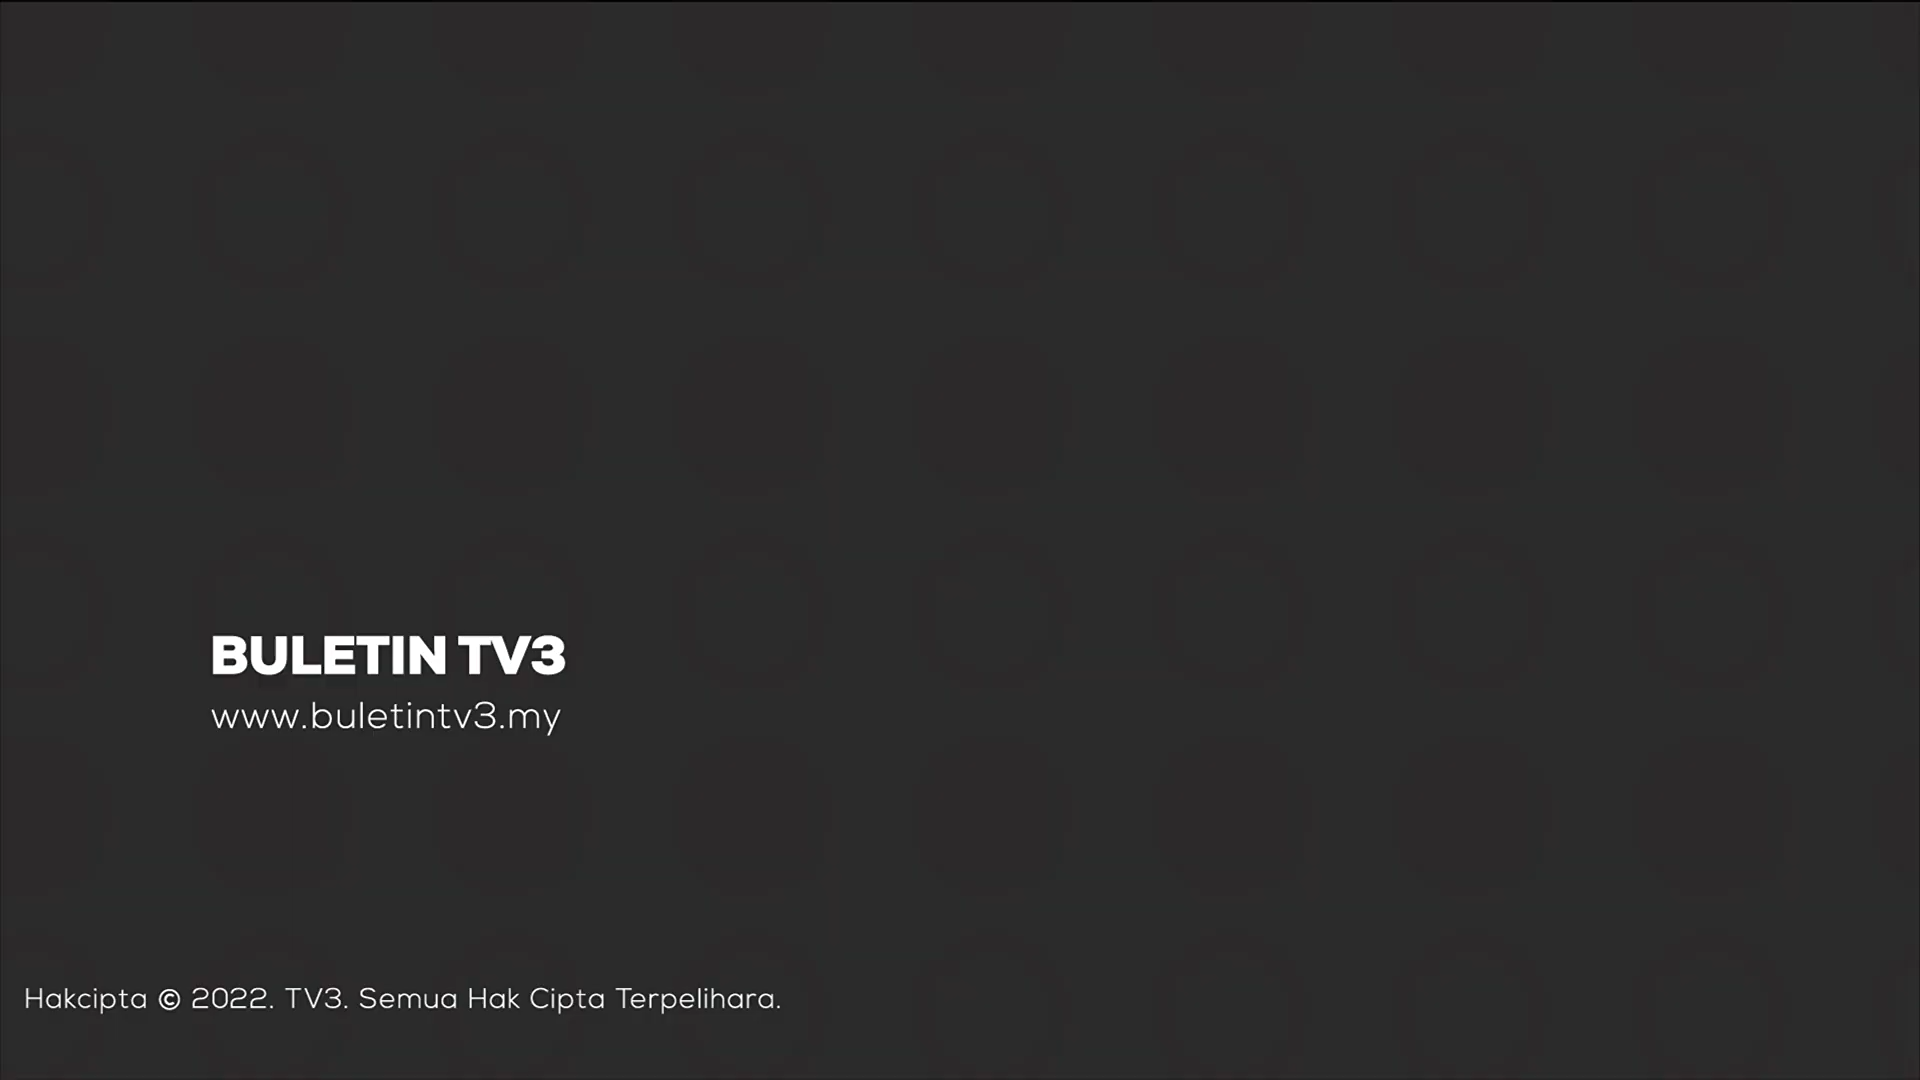 BULETIN TV3
www.buletintv3.my
Hakcipta © 2022. TV3. Semua Hak Cipta Terpelihara.